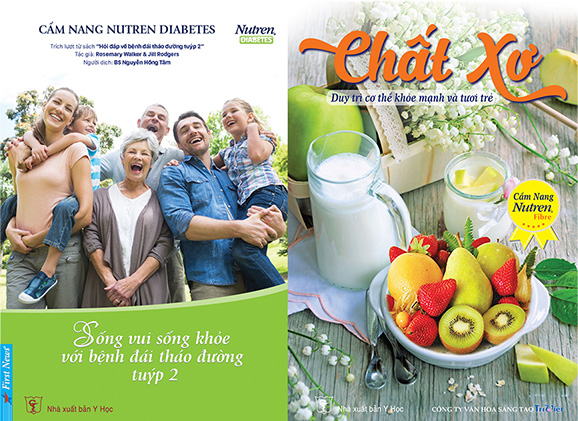 CẨM NANG NUTREN DIABETES
Trích lược từ sách “Hỏi đáp về bệnh đái tháo đường tuýp 2”
Tác giả: Rosemary Walker & Jill Rodgers
Người dịch: BS Nguyễn Hồng Tâm
Nutren
DIABETES
Sống vui sống khỏe
với bệnh đái tháo đường
tuýp 2
First News
Nhà xuất bản Y Học
Chất Xơ
Duy trì cơ thể khỏe mạnh và tươi trẻ
Cẩm Nang
Nutren
Fibre
Nhà xuất bản Y Học
CÔNG TY VĂN HÓA SÁNG TẠO Trí Việt